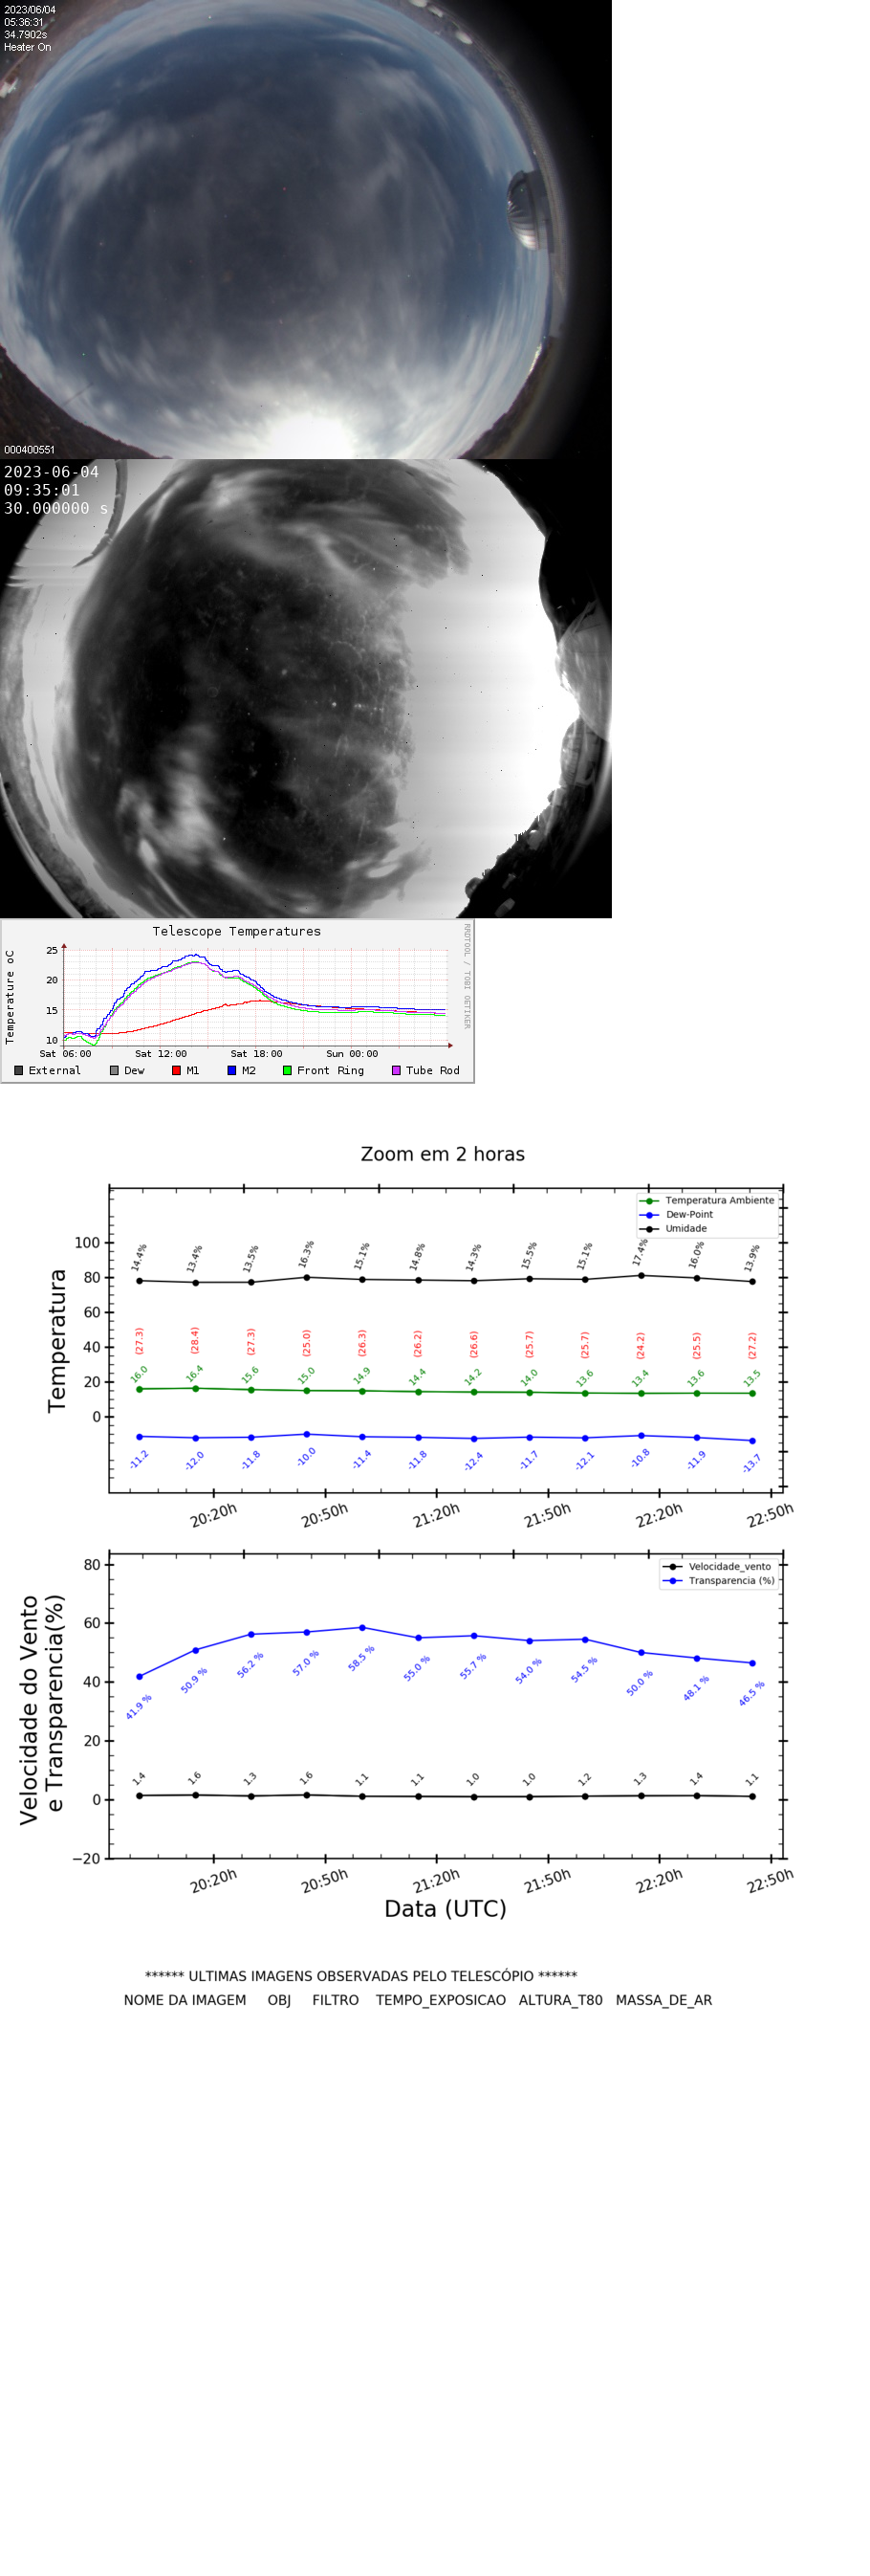 2023/06/04
05:36:31
34.7902s
Heater On
000400551
2023-06-04
09:35:01
30.000000 s
Telescope Temperatures
RRDTOOL / TOBI OETIKER
Temperature oC
25
20
15
10
Sat 06:00 Sat 12:00 Sat 18:00 Sun 00:00
External Dew M1 M2 Front Ring Tube Rod
Zoom em 2 horas
Temperatura Ambiente
Dew-Point
Umidade
Temperatura
100
80
60
40
20
0
14.4% 13.4% 13.5% 16.3% 15.1% 14.8% 14.3% 15.5% 15.1% 17.4% 16.0% 13.9%
(27.3) (28.4) (27.3) (25.0) (26.3) (26.2) (26.6) (25.7) (25.7) (24.2) (25.5) (27.2)
16.0 16.4 15.6 15.0 14.9 14.4 14.2 14.0 13.6 13.4 13.6 13.5
-11.2 -12.0 -11.8 -10.0 -11.4 -11.8 -12.4 -11.7 -12.1 -10.8 -11.9 -13.7
20:20h 20:50h 21:20h 21:50h 22:20h 22:50h
Velocidade_vento
Transparencia (%)
Velocidade do Vento
e Transparencia(%)
80
60
40
20
0
−20
41.9 % 50.9 % 56.2 % 57.0 % 58.5 % 55.0 % 55.7 % 54.0 % 54.5 % 50.0 % 48.1 % 46.5 %
1.4 1.6 1.3 1.6 1.1 1.1 1.0 1.0 1.2 1.3 1.4 1.1
20:20h 20:50h 21:20h 21:50h 22:20h 22:50h
Data (UTC)
****** ULTIMAS IMAGENS OBSERVADAS PELO TELESCÓPIO ******
NOME DA IMAGEM OBJ FILTRO TEMPO_EXPOSICAO ALTURA_T80 MASSA_DE_AR